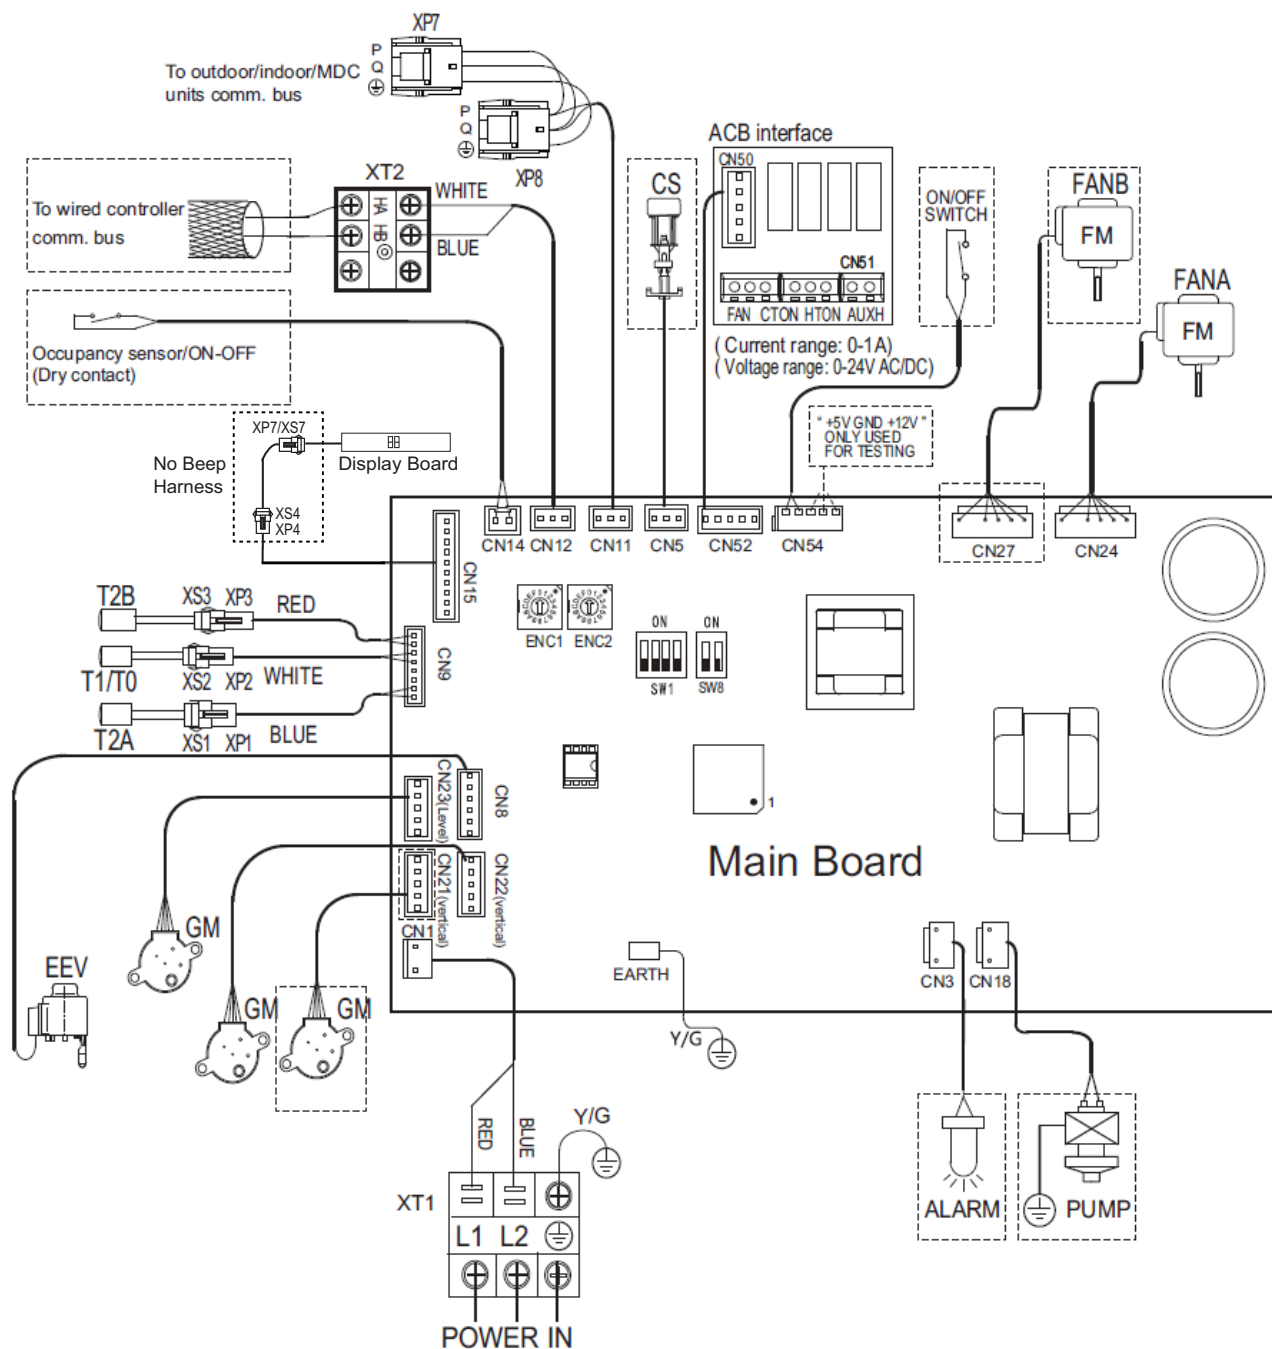 XP7
P
Q
To outdoor/indoor/MDC
units comm. bus
P
Q
XP8
ACB interface
CN50
CN51
FAN CTON HTON AUXH
( Current range: 0-1A)
( Voltage range: 0-24V AC/DC)
XT2
WHITE
HA
HB
BLUE
To wired controller
comm. bus
CS
ON/OFF
SWITCH
FANB
FM
FANA
FM
Occupancy sensor/ON-OFF
(Dry contact)
" +5V GND +12V "
ONLY USED
FOR TESTING
XP7/XS7
No Beep
Harness
Display Board
XS4
XP4
CN14
CN12
CN11
CN5
CN52
CN54
CN27
CN24
CN15
T2B
XS3
XP3
RED
T1/T0
XS2
XP2
WHITE
T2A
XS1
XP1
BLUE
CN9
ENC1
ENC2
ON
SW1
ON
SW8
CN23(Level)
CN8
1
Main Board
CN21(vertical)
CN22(vertical)
CN1
GM
EEV
GM
GM
EARTH
Y/G
CN3
CN18
RED
BLUE
Y/G
XT1
L1 L2
ALARM
PUMP
POWER IN